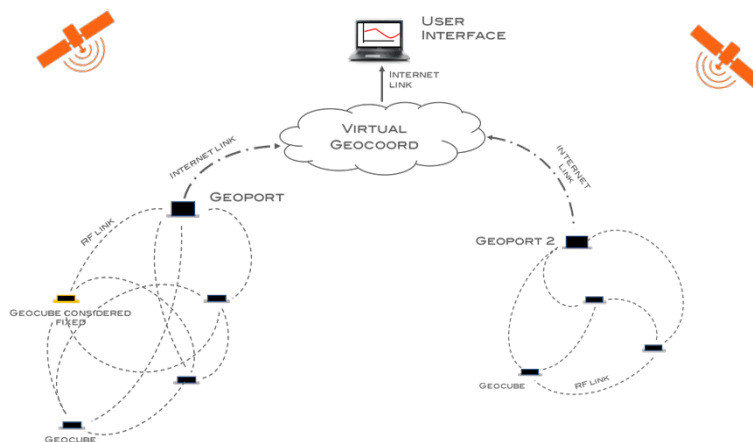 USER
INTERFACE
INTERNET
LINK
VIRTUAL
GEOCOORD
INTERNET LINK
INTERNET
LINK
GEOPORT
RF LINK
GEOPORT 2
GEOCUBE CONSIDERED
FIXED
GEOCUBE
RF LINK
GEOCUBE